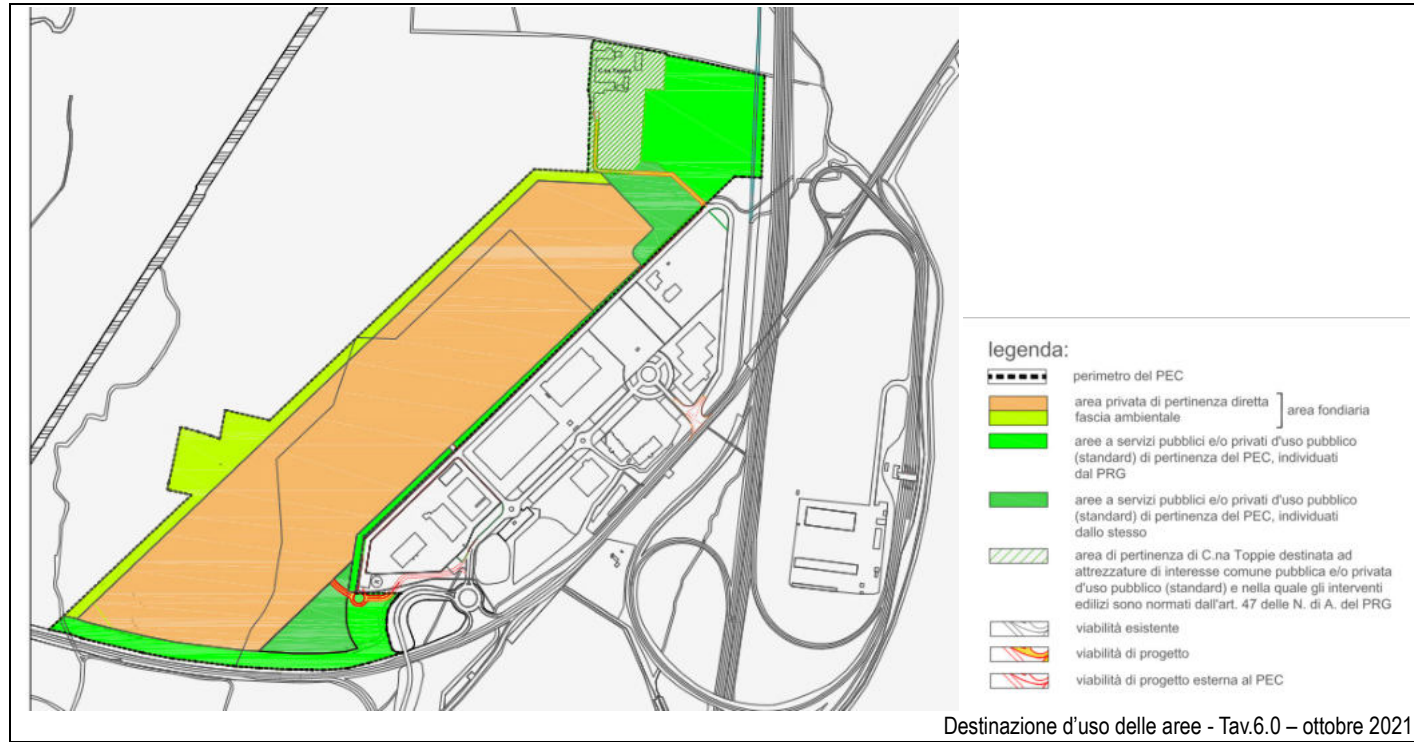 C.na Toppie
legenda:
perimetro del PEC
area privata di pertinenza diretta
fascia ambientale
area fondiaria
aree a servizi pubblici e/o privati d'uso pubblico
(standard) di pertinenza del PEC, individuati
dal PRG
aree a servizi pubblici e/o privati d'uso pubblico
(standard) di pertinenza del PEC, individuati
dallo stesso
area di pertinenza di C.na Toppie destinata ad
attrezzature di interesse comune pubblica e/o privata
d'uso pubblico (standard) e nella quale gli interventi
edilizi sono normati dall'art. 47 delle N. di A. del PRG
viabilità esistente
viabilità di progetto
viabilità di progetto esterna al PEC
Destinazione d'uso delle aree - Tav.6.0 – ottobre 2021